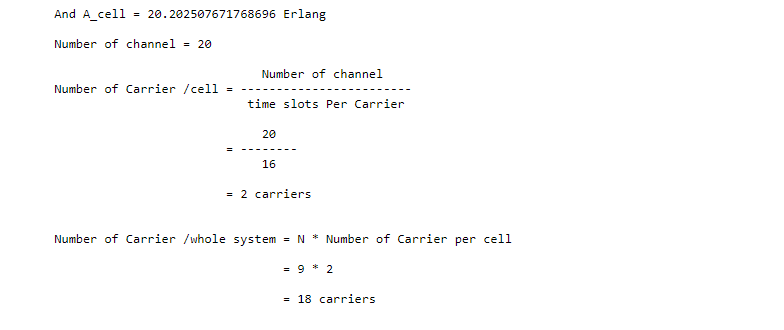 And A_cell = 20.202507671768696 Erlang
Number of channel = 20
Number of channel
Number of Carrier /cell = ------------------------
time slots Per Carrier
20
= --------
16
= 2 carriers
Number of Carrier /whole system = N * Number of Carrier per cell
= 9 * 2
= 18 carriers